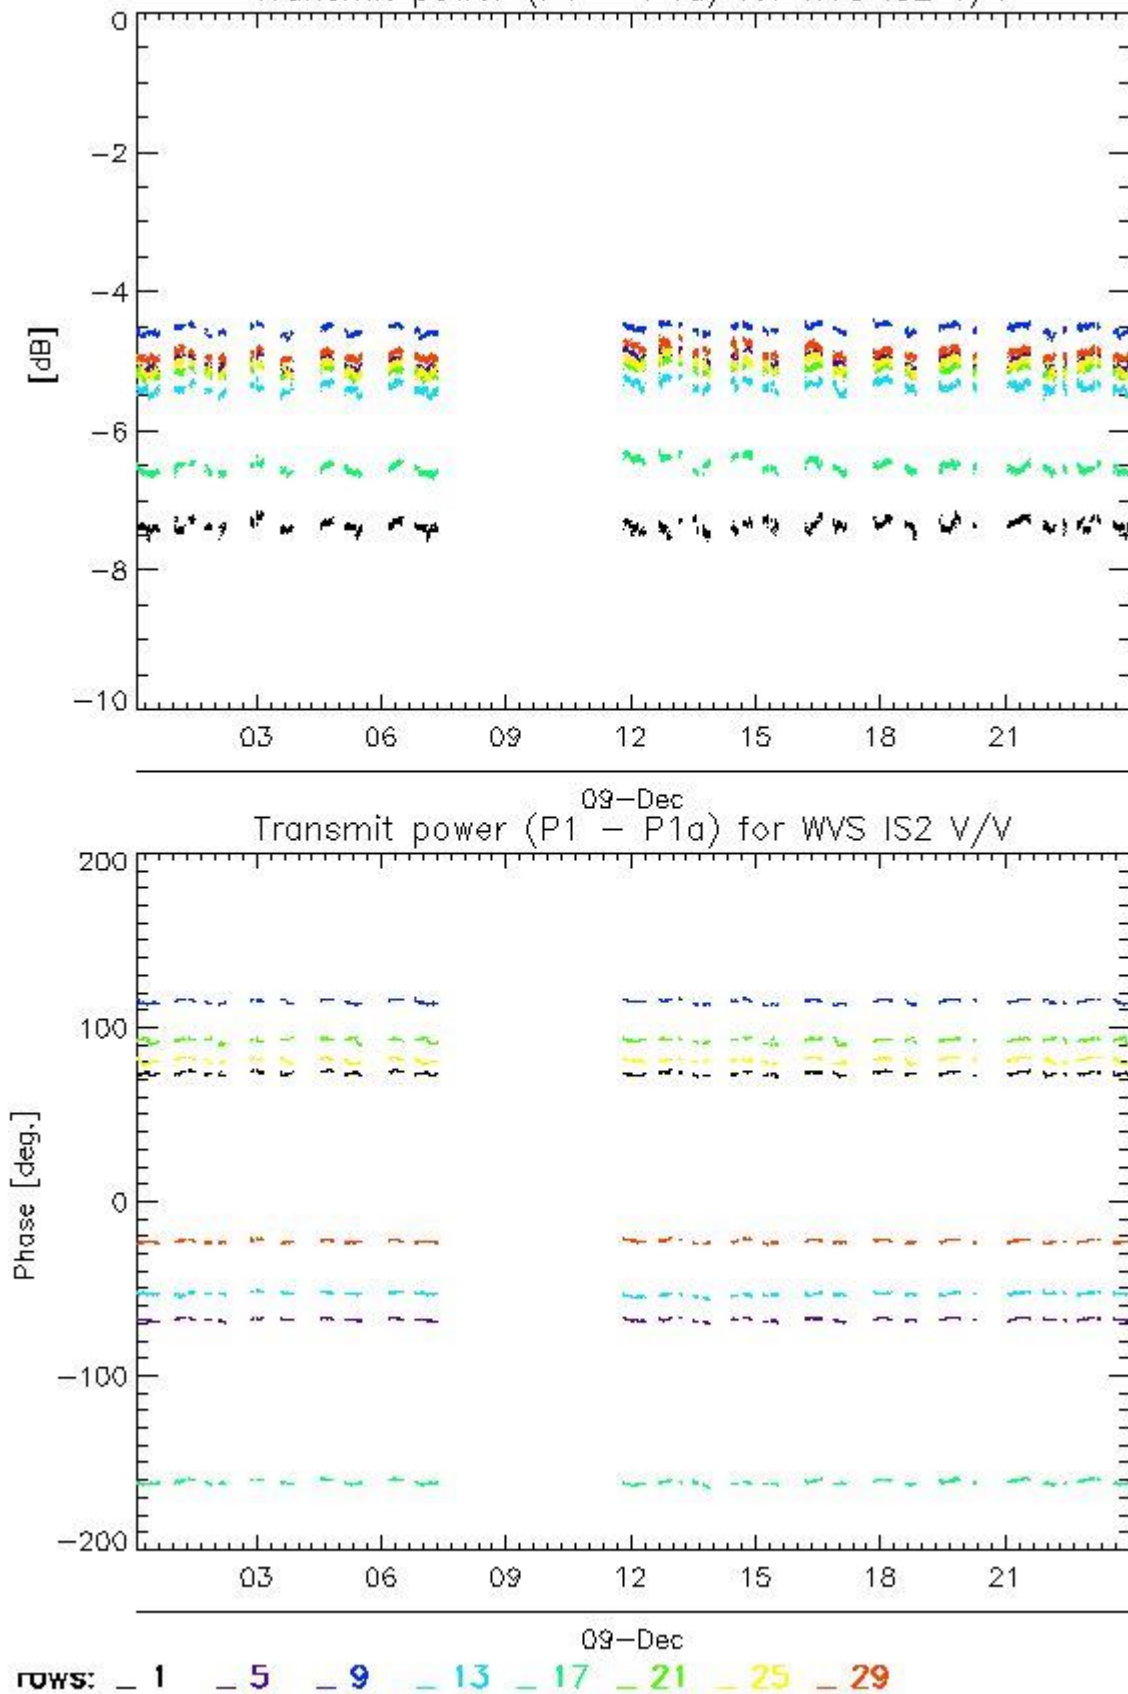 0
-2
-4
[dB]
-6
-8
-10
03 06 09 12 15 18 21
09-Dec
Transmit power (P1 - P1a) for WVS IS2 V/V
200
100
0
Phase [deg.]
-100
-200
03 06 09 12 15 18 21
09-Dec
rows: _ 1 _ 5 _ 9 _ 13 _ 17 _ 21 _ 25 _ 29